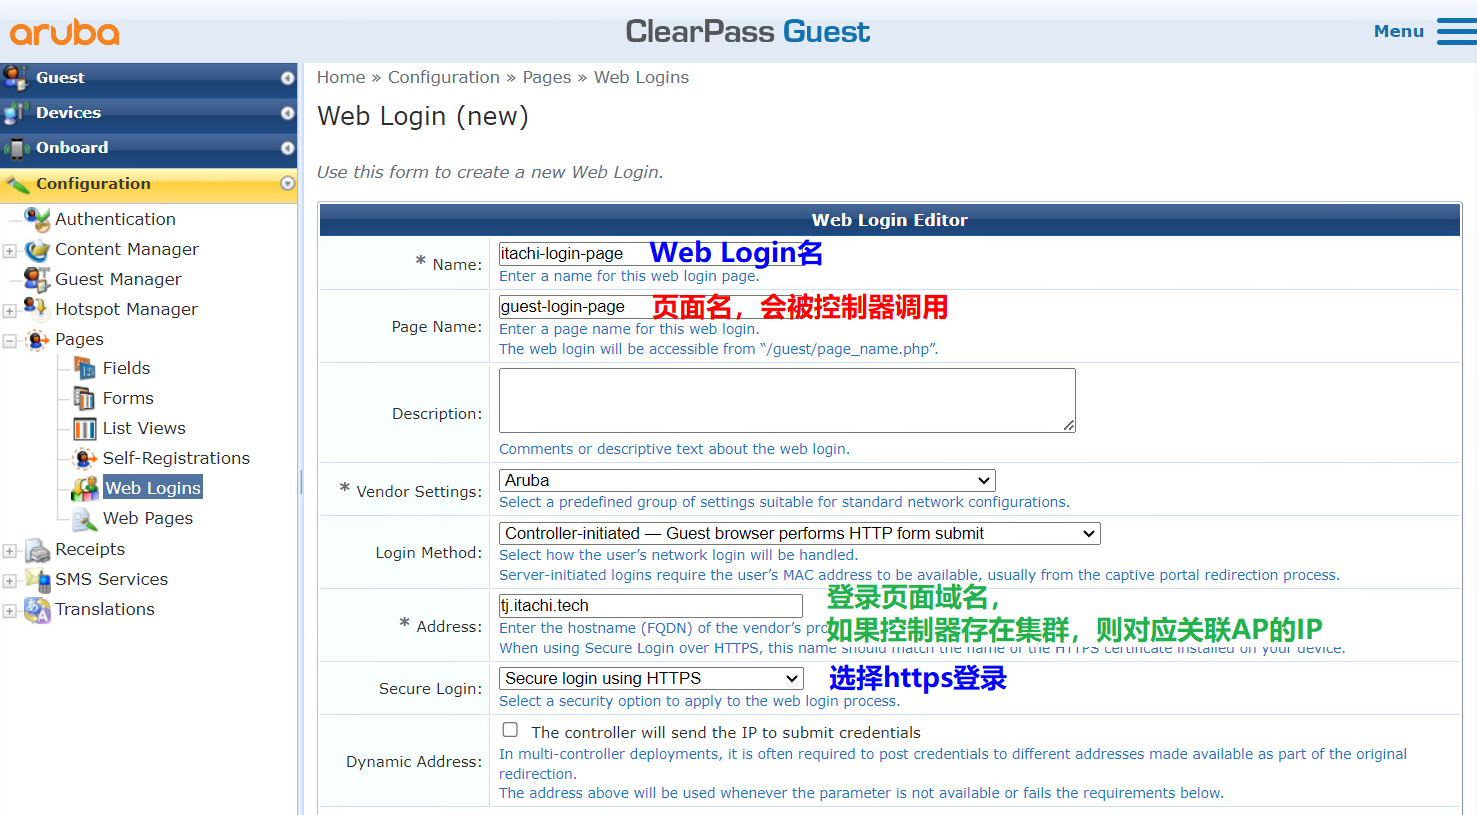 aruba
ClearPass Guest
Menu
Guest
Devices
Onboard
Configuration
Authentication
Content Manager
Guest Manager
Hotspot Manager
Pages
Fields
Forms
List Views
Self-Registrations
Web Logins
Web Pages
Receipts
SMS Services
Translations
Home » Configuration » Pages » Web Logins
Web Login (new)
Use this form to create a new Web Login.
Web Login Editor
* Name: itachi-login-page Web Login名
Enter a name for this web login page.
Page Name: guest-login-page 页面名，会被控制器调用
Enter a page name for this web login.
The web login will be accessible from “/guest/page_name.php”.
Description:
Comments or descriptive text about the web login.
* Vendor Settings: Aruba
Select a predefined group of settings suitable for standard network configurations.
Login Method: Controller-initiated — Guest browser performs HTTP form submit
Select how the user’s network login will be handled.
Server-initiated logins require the user’s MAC address to be available, usually from the captive portal redirection process.
* Address: tj.itachi.tech 登录页面域名，
Enter the hostname (FQDN) of the vendor’s 如果控制器存在集群，则对应关联AP的IP
When using Secure Login over HTTPS, this name should match the name of the HTTPS certificate installed on your device.
Secure Login: Secure login using HTTPS 选择https登录
Select a security option to apply to the web login process.
Dynamic Address: The controller will send the IP to submit credentials
In multi-controller deployments, it is often required to post credentials to different addresses made available as part of the original
redirection.
The address above will be used whenever the parameter is not available or fails the requirements below.